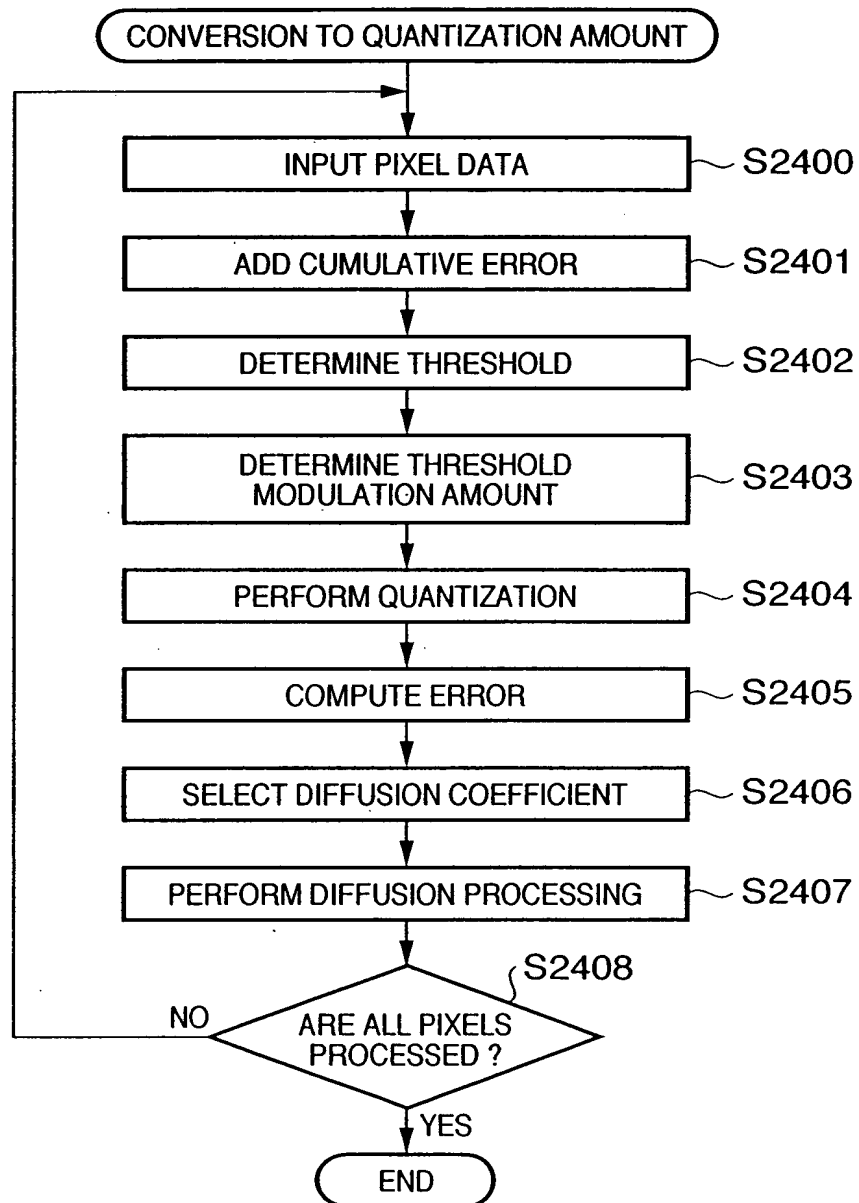 CONVERSION TO QUANTIZATION AMOUNT
INPUT PIXEL DATA
S2400
ADD CUMULATIVE ERROR
S2401
DETERMINE THRESHOLD
S2402
DETERMINE THRESHOLD
MODULATION AMOUNT
S2403
PERFORM QUANTIZATION
S2404
COMPUTE ERROR
S2405
SELECT DIFFUSION COEFFICIENT
S2406
PERFORM DIFFUSION PROCESSING
S2407
S2408
NO
ARE ALL PIXELS
PROCESSED ?
YES
END